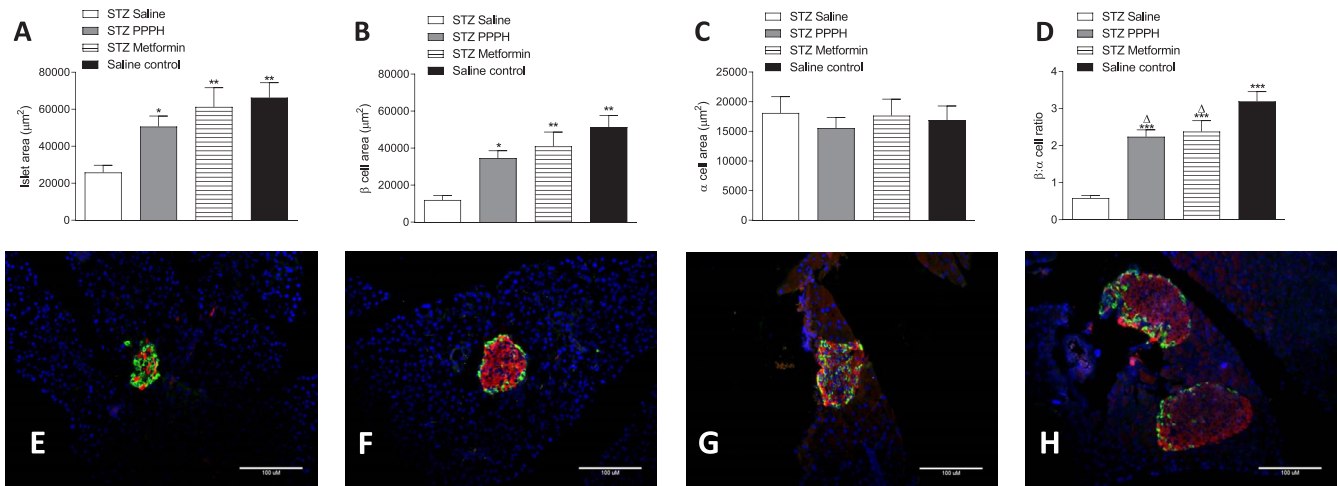 A
STZ Saline
STZ PPPH
STZ Metformin
Saline control
Islet area (μm2)
80000
60000
40000
20000
0
*
**
**
B
STZ Saline
STZ PPPH
STZ Metformin
Saline control
β cell area (μm2)
80000
60000
40000
20000
0
*
**
**
C
STZ Saline
STZ PPPH
STZ Metformin
Saline control
α cell area (μm2)
25000
20000
15000
10000
5000
0
D
STZ Saline
STZ PPPH
STZ Metformin
Saline control
β:α cell ratio
4
3
2
1
0
Δ
***
Δ
***
***
E
100 uM
F
100 uM
G
100 uM
H
100 uM